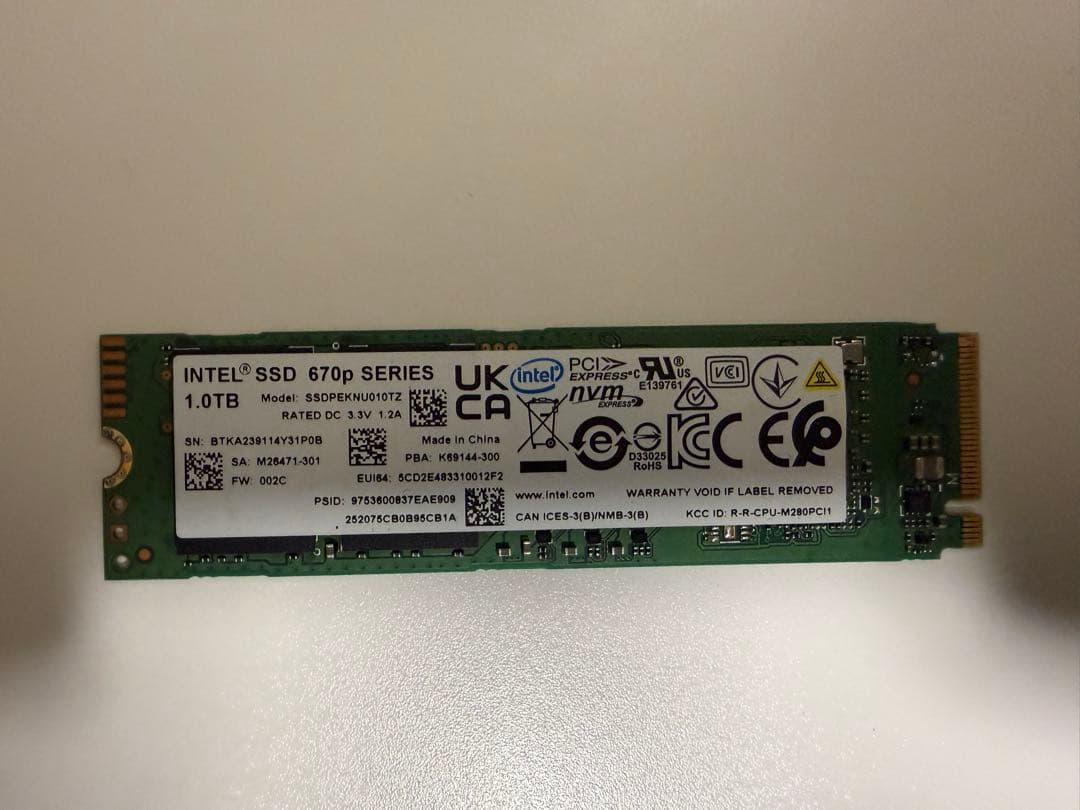 INTEL® SSD 670p SERIES
1.0TB Model: SSDPEKNU010TZ
RATED DC 3.3V 1.2A
SN: BTKA239114Y31P0B
SA: M26471-301
FW: 002C
Made in China
PBA: K69144-300
EUI64: 5CD2E483310012F2
PSID: 9753600837EAE909
252075CB0B95CB1A
UK
CA
intel®
PCI
EXPRESS®
nvm
EXPRESS™
c UR ® US
E139761
VCI
D33025
RoHS
e
KC
CE
www.intel.com
WARRANTY VOID IF LABEL REMOVED
CAN ICES-3(B)/NMB-3(B)
KCC ID: R-R-CPU-M280PCI1